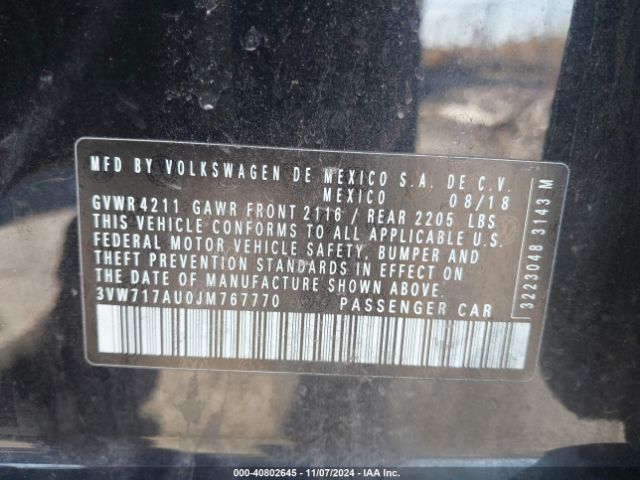 MFD BY VOLKSWAGEN DE MEXICO S.A. DE C.V.
MEXICO 08/18
GVWR 4211 GAWR FRONT 2116 / REAR 2205 LBS
THIS VEHICLE CONFORMS TO ALL APPLICABLE U.S.
FEDERAL MOTOR VEHICLE SAFETY, BUMPER AND
THEFT PREVENTION STANDARDS IN EFFECT ON
THE DATE OF MANUFACTURE SHOWN ABOVE.
3VW717AU0JM767770 PASSENGER CAR
3223048 3143 M
000-40802645 - 11/07/2024 - IAA Inc.